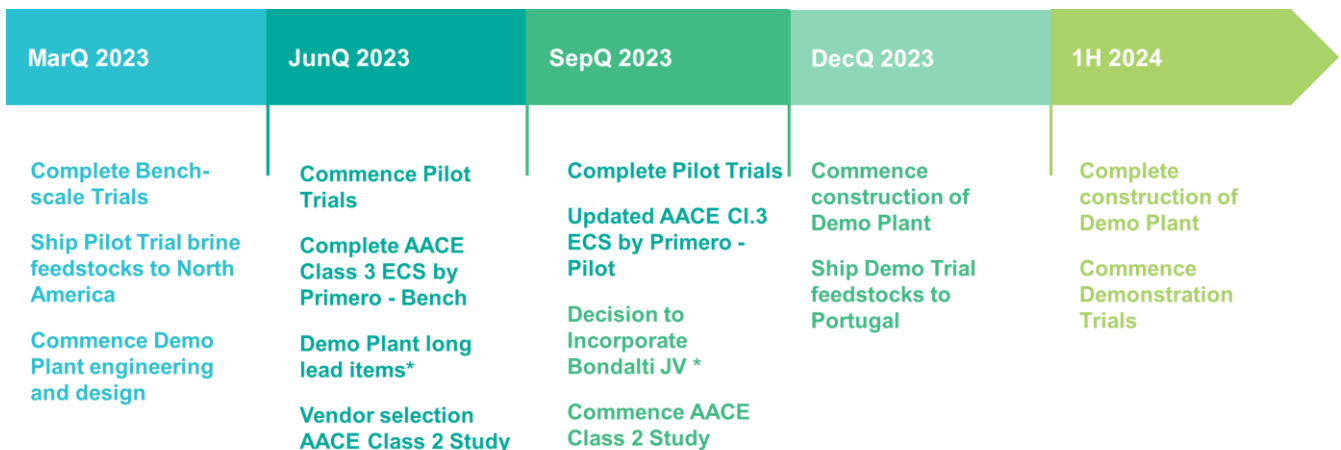 MarQ 2023
JunQ 2023
SepQ 2023
DecQ 2023
1H 2024
Complete Bench-
scale Trials
Ship Pilot Trial brine
feedstocks to North
America
Commence Demo
Plant engineering
and design
Commence Pilot
Trials
Complete AACE
Class 3 ECS by
Primero - Bench
Demo Plant long
lead items*
Vendor selection
AACE Class 2 Study
Complete Pilot Trials
Updated AACE Cl.3
ECS by Primero -
Pilot
Decision to
Incorporate
Bondalti JV *
Commence AACE
Class 2 Study
Commence
construction of
Demo Plant
Ship Demo Trial
feedstocks to
Portugal
Complete
construction of
Demo Plant
Commence
Demonstration
Trials